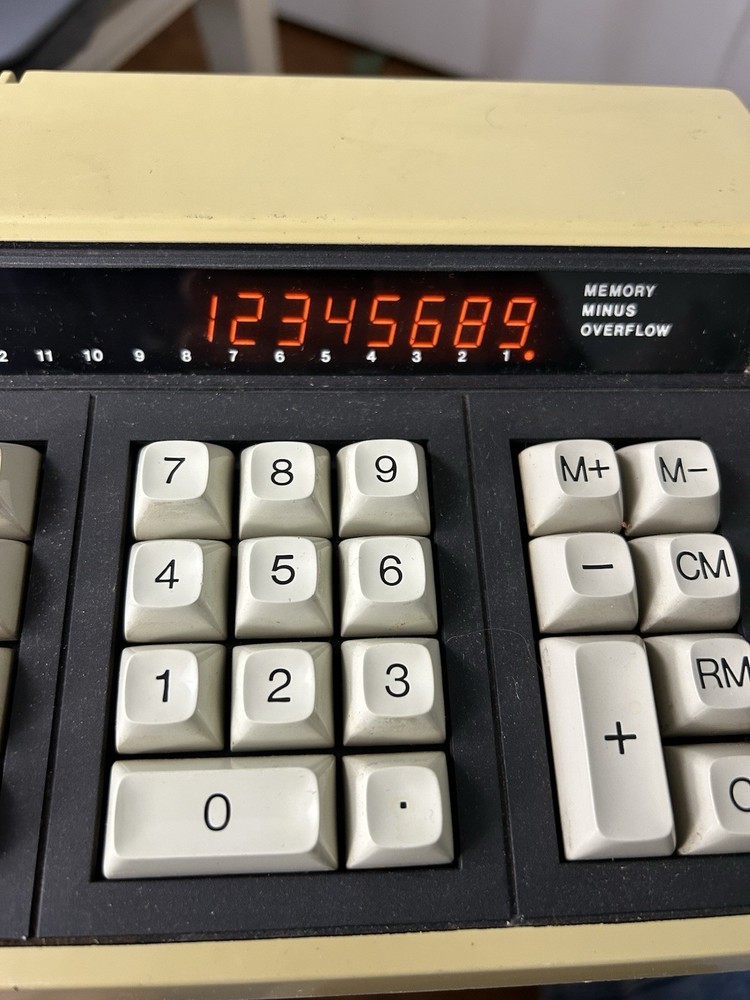 12345689.
MEMORY
MINUS
OVERFLOW
11 10 9 8 7 6 5 4 3 2 1
7 8 9 M+ M−
4 5 6 − CM
1 2 3 + RM
0 .